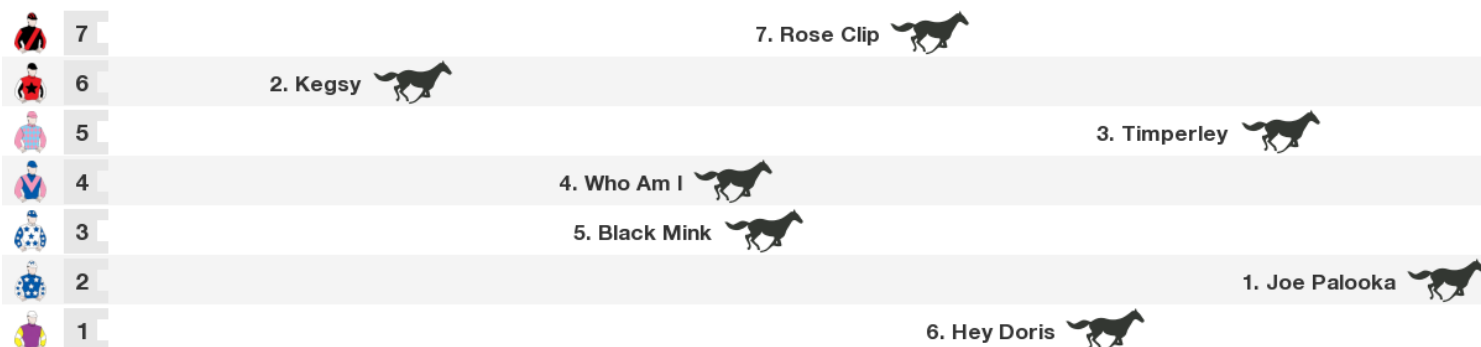 7 7. Rose Clip
6 2. Kegsy
5 3. Timperley
4 4. Who Am I
3 5. Black Mink
2 1. Joe Palooka
1 6. Hey Doris